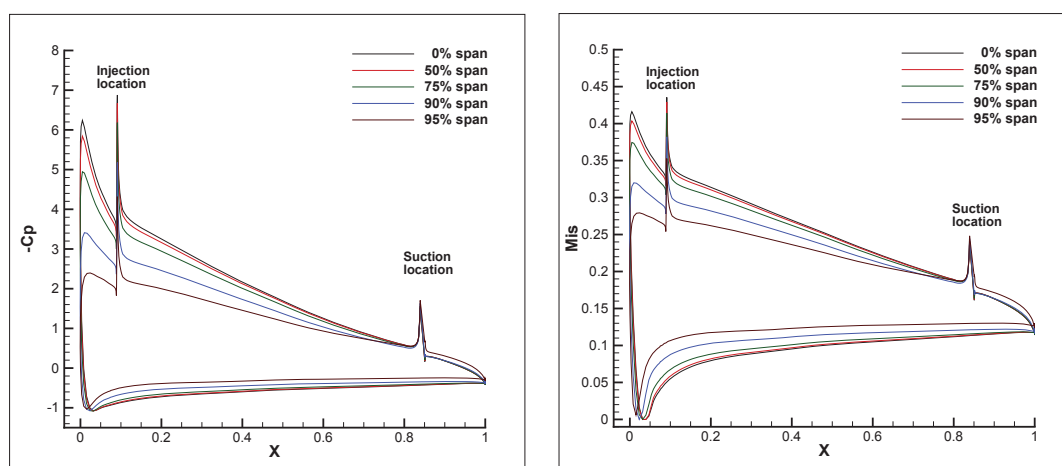 8
7
6
5
4
3
2
1
0
-1
-Cp
0
0.2
0.4
0.6
0.8
1
X
Injection
location
0% span
50% span
75% span
90% span
95% span
Suction
location
0.5
0.45
0.4
0.35
0.3
0.25
0.2
0.15
0.1
0.05
0
Mis
0
0.2
0.4
0.6
0.8
1
X
Injection
location
0% span
50% span
75% span
90% span
95% span
Suction
location